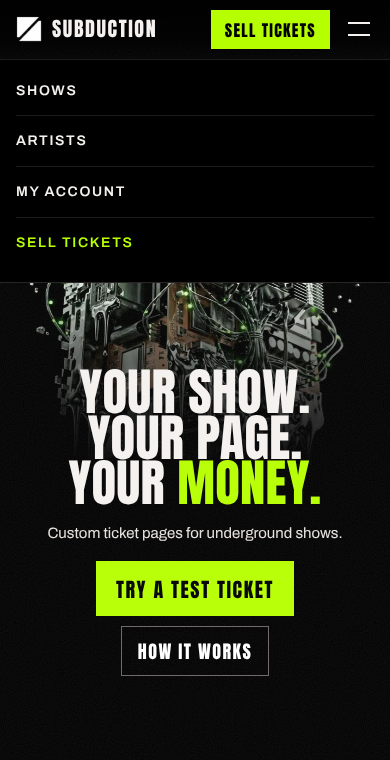 SUBDUCTION
SELL TICKETS
SHOWS
ARTISTS
MY ACCOUNT
SELL TICKETS
YOUR SHOW.
YOUR PAGE.
YOUR MONEY.
Custom ticket pages for underground shows.
TRY A TEST TICKET
HOW IT WORKS